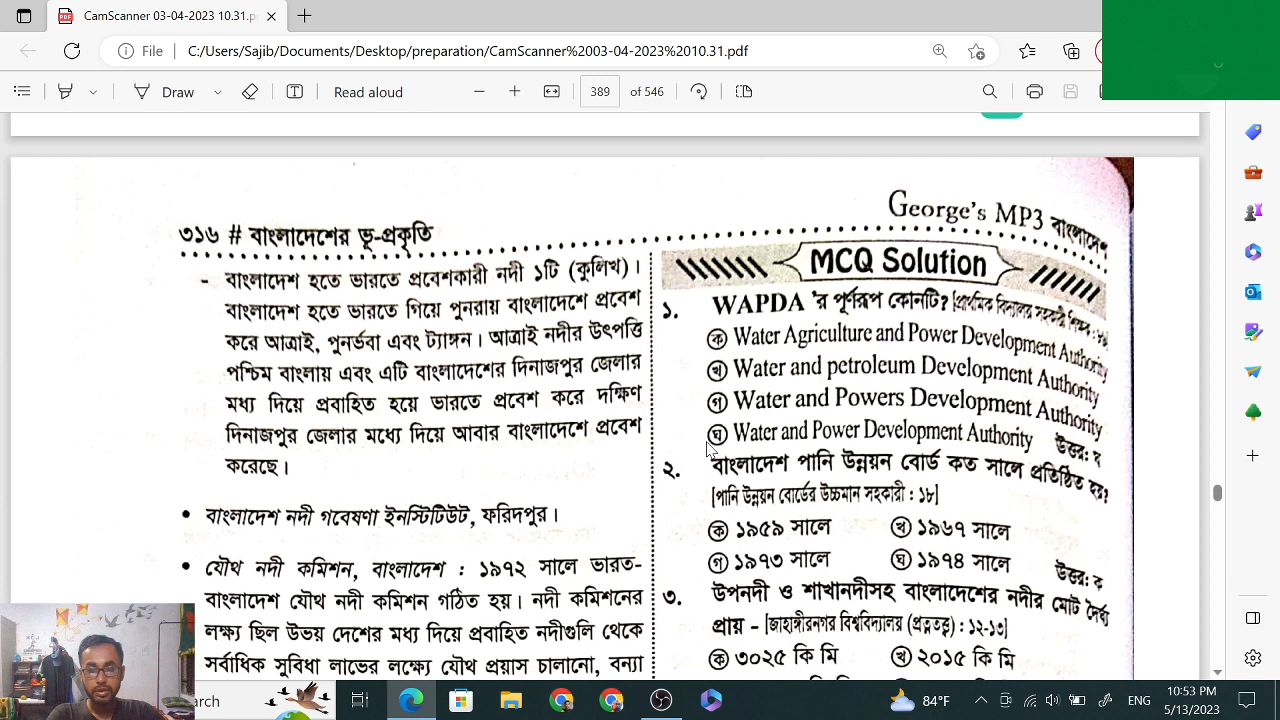 CamScanner 03-04-2023 10.31.p
File C:/Users/Sajib/Documents/Desktop/preparation/CamScanner%2003-04-2023%2010.31.pdf
Draw
Read aloud
389 of 546
George's MP3 বাংলাদেশ
৩১৬ # বাংলাদেশের ভূ-প্রকৃতি
- বাংলাদেশ হতে ভারতে প্রবেশকারী নদী ১টি (কুলিখ)।
বাংলাদেশ হতে ভারতে গিয়ে পুনরায় বাংলাদেশে প্রবেশ
করে আত্রাই, পুনর্ভবা এবং ট্যাঙ্গন। আত্রাই নদীর উৎপত্তি
পশ্চিম বাংলায় এবং এটি বাংলাদেশের দিনাজপুর জেলার
মধ্য দিয়ে প্রবাহিত হয়ে ভারতে প্রবেশ করে দক্ষিণ
দিনাজপুর জেলার মধ্যে দিয়ে আবার বাংলাদেশে প্রবেশ
করেছে।
• বাংলাদেশ নদী গবেষণা ইনস্টিটিউট, ফরিদপুর।
• যৌথ নদী কমিশন, বাংলাদেশ : ১৯৭২ সালে ভারত-
বাংলাদেশ যৌথ নদী কমিশন গঠিত হয়। নদী কমিশনের
লক্ষ্য ছিল উভয় দেশের মধ্য দিয়ে প্রবাহিত নদীগুলি থেকে
সর্বাধিক সুবিধা লাভের লক্ষ্যে যৌথ প্রয়াস চালানো, বন্যা
MCQ Solution
১. WAPDA 'র পূর্ণরূপ কোনটি? [প্রাথমিক বিদ্যালয় সহকারী শিক্ষক :
ক Water Agriculture and Power Development Authority
খ Water and petroleum Development Authority
গ Water and Powers Development Authority
ঘ Water and Power Development Authority উত্তর: ঘ
২. বাংলাদেশ পানি উন্নয়ন বোর্ড কত সালে প্রতিষ্ঠিত হয়?
[পানি উন্নয়ন বোর্ডের উচ্চমান সহকারী : ১৮]
ক ১৯৫৯ সালে খ ১৯৬৭ সালে
গ ১৯৭৩ সালে ঘ ১৯৭৪ সালে উত্তর: ক
৩. উপনদী ও শাখানদীসহ বাংলাদেশের নদীর মোট দৈর্ঘ্য
প্রায় - [জাহাঙ্গীরনগর বিশ্ববিদ্যালয় (প্রত্নতত্ত্ব) : ১২-১৩]
ক ৩০২৫ কি মি খ ২০১৫ কি মি
arch
84°F
ENG
10:53 PM
5/13/2023